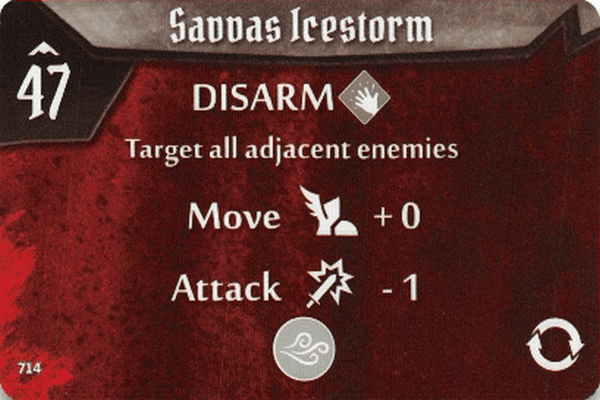 Savvas Icestorm
47
DISARM
Target all adjacent enemies
Move + 0
Attack - 1
714